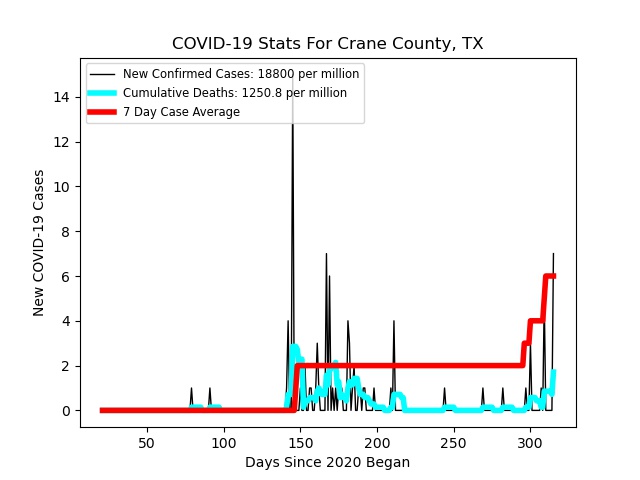 COVID-19 Stats For Crane County, TX
New Confirmed Cases: 18800 per million
Cumulative Deaths: 1250.8 per million
7 Day Case Average
New COVID-19 Cases
14
12
10
8
6
4
2
0
50 100 150 200 250 300
Days Since 2020 Began